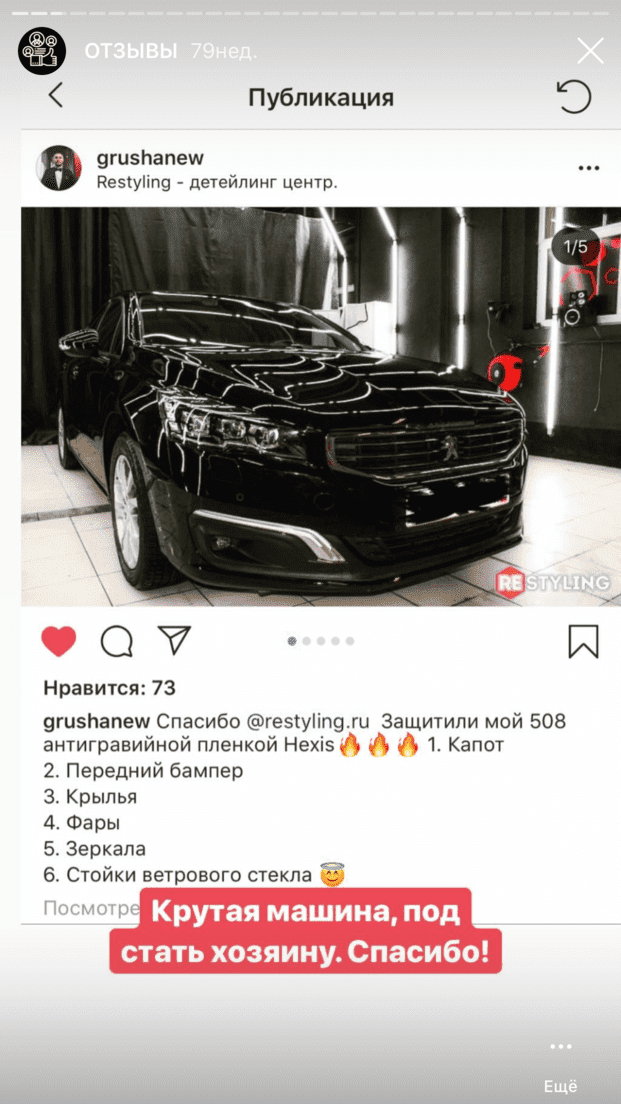 ОТЗЫВЫ 79нед.
Публикация
grushanew
Restyling - детейлинг центр.
1/5
RESTYLING
Нравится: 73
grushanew Спасибо @restyling.ru Защитили мой 508
антигравийной пленкой Hexis🔥🔥🔥 1. Капот
2. Передний бампер
3. Крылья
4. Фары
5. Зеркала
6. Стойки ветрового стекла 😇
Посмотре
Крутая машина, под
стать хозяину. Спасибо!
Ещё